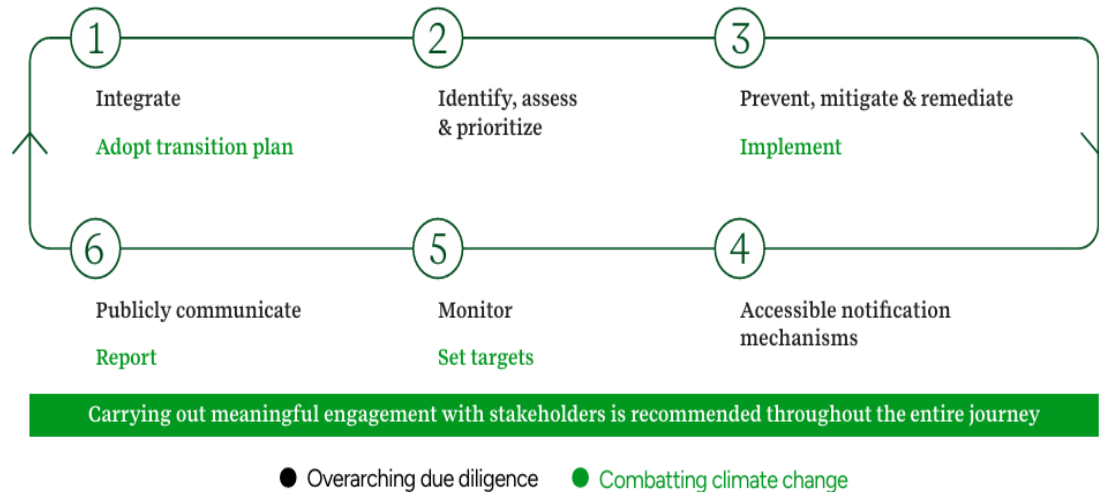 1
Integrate
Adopt transition plan
2
Identify, assess
& prioritize
3
Prevent, mitigate & remediate
Implement
6
Publicly communicate
Report
5
Monitor
Set targets
4
Accessible notification
mechanisms
Carrying out meaningful engagement with stakeholders is recommended throughout the entire journey
Overarching due diligence
Combatting climate change